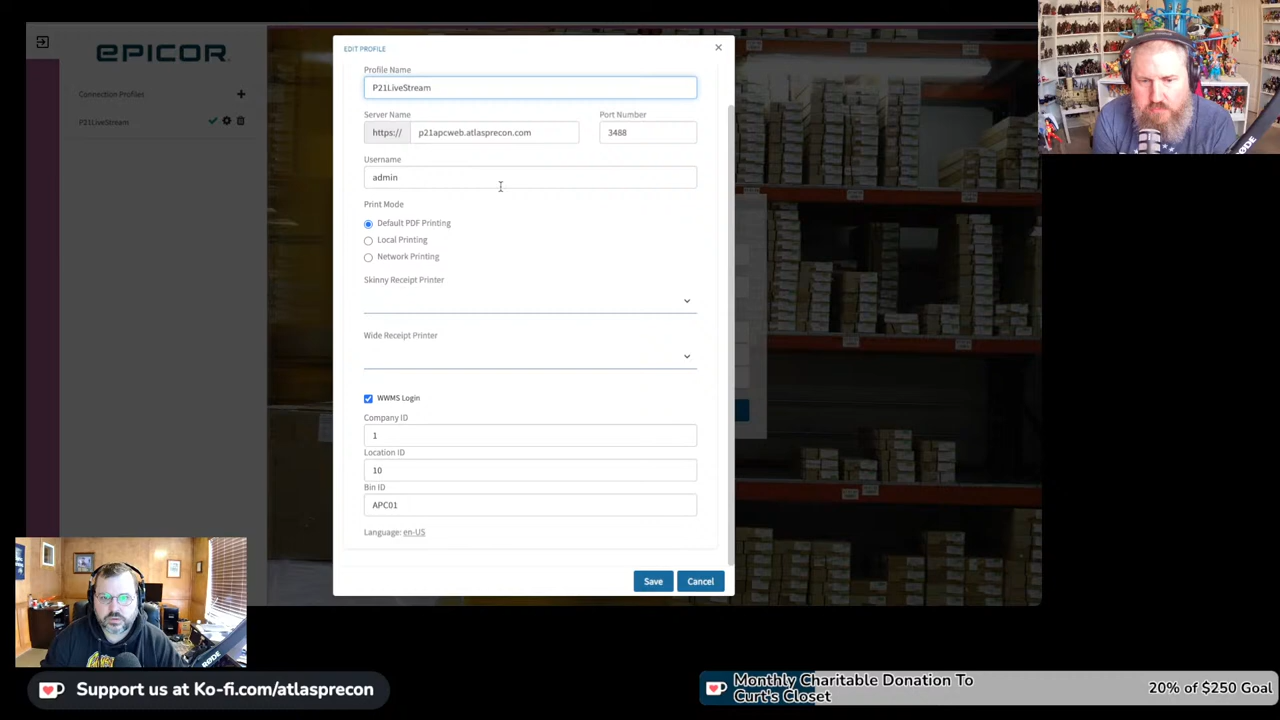 EPICOR
Connection Profiles
P21LiveStream
EDIT PROFILE
Profile Name
P21LiveStream
Server Name
Port Number
https://
p21apcweb.atlasprecon.com
3488
Username
admin
Print Mode
Default PDF Printing
Local Printing
Network Printing
Skinny Receipt Printer
Wide Receipt Printer
WWMS Login
Company ID
1
Location ID
10
Bin ID
APC01
Language: en-US
Save
Cancel
RØDE
Support us at Ko-fi.com/atlasprecon
Monthly Charitable Donation To
Curt's Closet
20% of $250 Goal